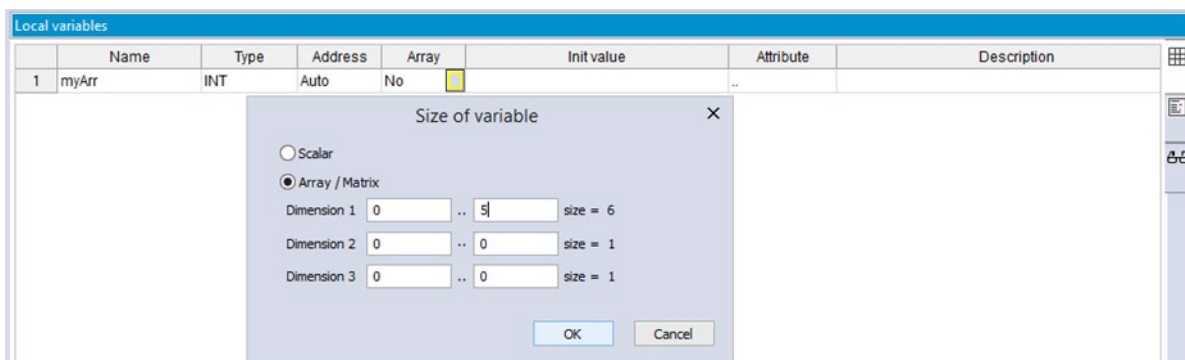 Local variables
Name Type Address Array Init value Attribute Description
1 myArr INT Auto No ..
Size of variable
Scalar
Array / Matrix
Dimension 1 0 .. 5 size = 6
Dimension 2 0 .. 0 size = 1
Dimension 3 0 .. 0 size = 1
OK Cancel